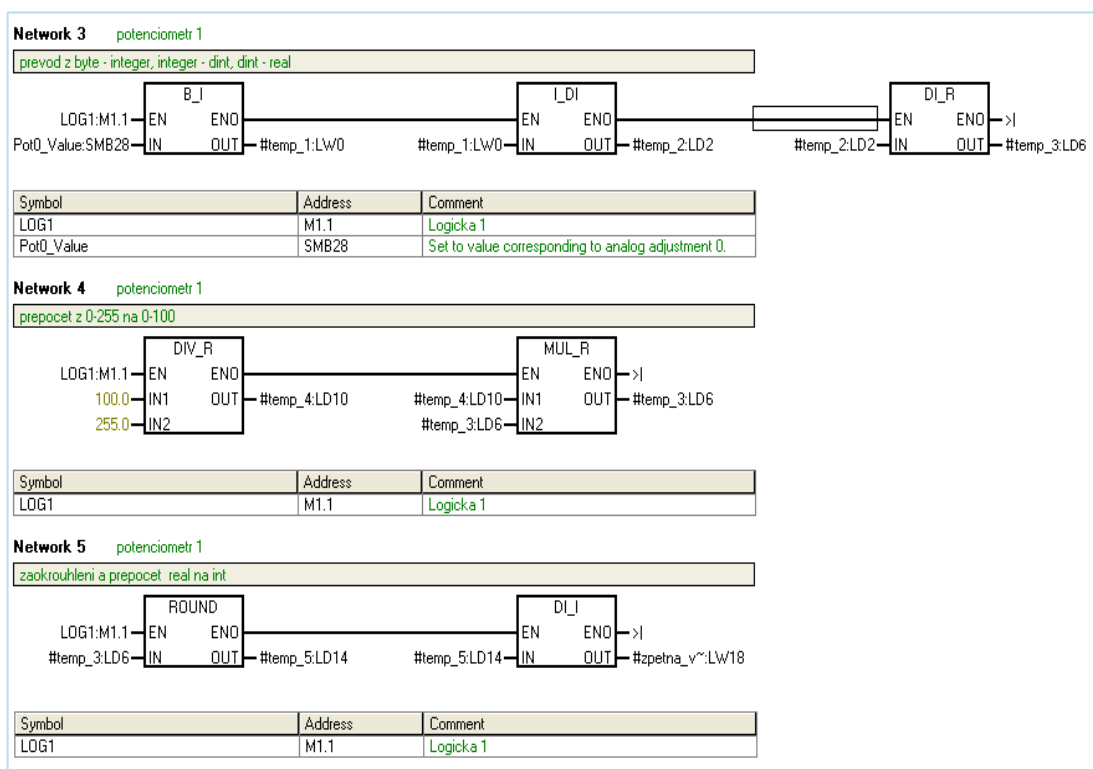 Network 3 potenciometr 1
prevod z byte - integer, integer - dint, dint - real
B_I I_DI DI_R
LOG1:M1.1 EN ENO EN ENO EN ENO
Pot0_Value:SMB28 IN OUT #temp_1:LW0 #temp_1:LW0 IN OUT #temp_2:LD2 #temp_2:LD2 IN OUT #temp_3:LD6
Symbol Address Comment
LOG1 M1.1 Logicka 1
Pot0_Value SMB28 Set to value corresponding to analog adjustment 0.
Network 4 potenciometr 1
prepocet z 0-255 na 0-100
DIV_R MUL_R
LOG1:M1.1 EN ENO EN ENO
100.0 IN1 OUT #temp_4:LD10 #temp_4:LD10 IN1 OUT #temp_3:LD6
255.0 IN2 #temp_3:LD6 IN2
Symbol Address Comment
LOG1 M1.1 Logicka 1
Network 5 potenciometr 1
zaokrouhleni a prepocet real na int
ROUND DI_I
LOG1:M1.1 EN ENO EN ENO
#temp_3:LD6 IN OUT #temp_5:LD14 #temp_5:LD14 IN OUT #zpetna_v~:LW18
Symbol Address Comment
LOG1 M1.1 Logicka 1